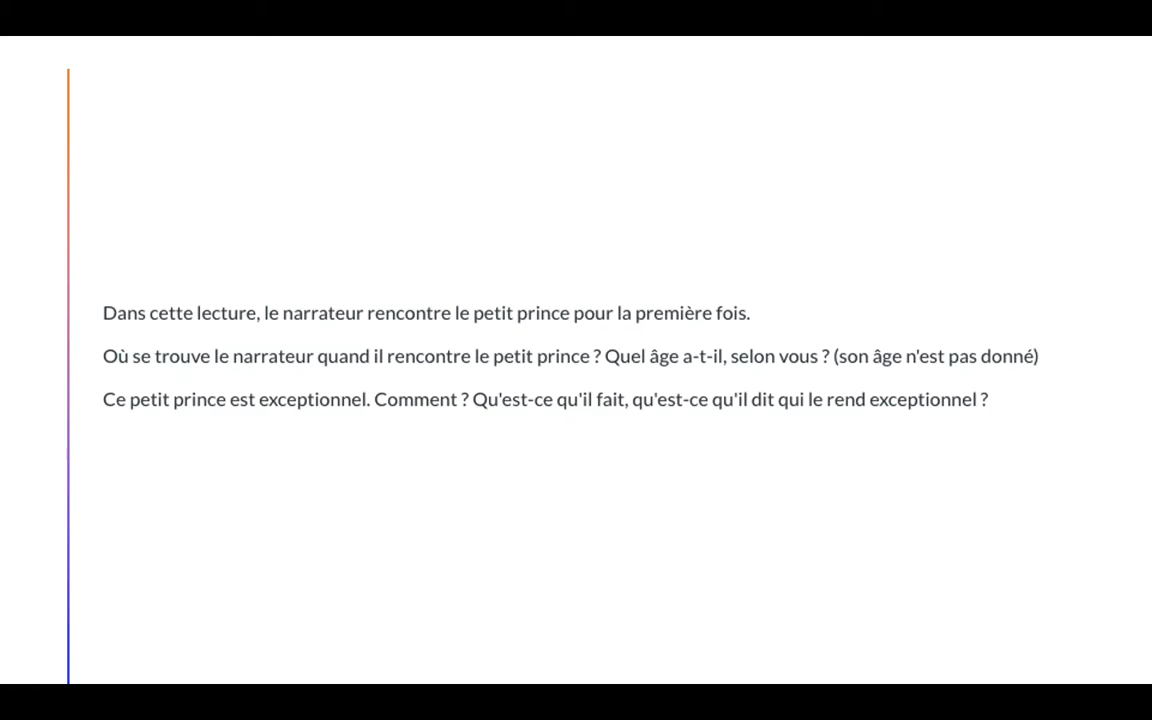 Dans cette lecture, le narrateur rencontre le petit prince pour la première fois.
Où se trouve le narrateur quand il rencontre le petit prince ? Quel âge a-t-il, selon vous ? (son âge n'est pas donné)
Ce petit prince est exceptionnel. Comment ? Qu'est-ce qu'il fait, qu'est-ce qu'il dit qui le rend exceptionnel ?